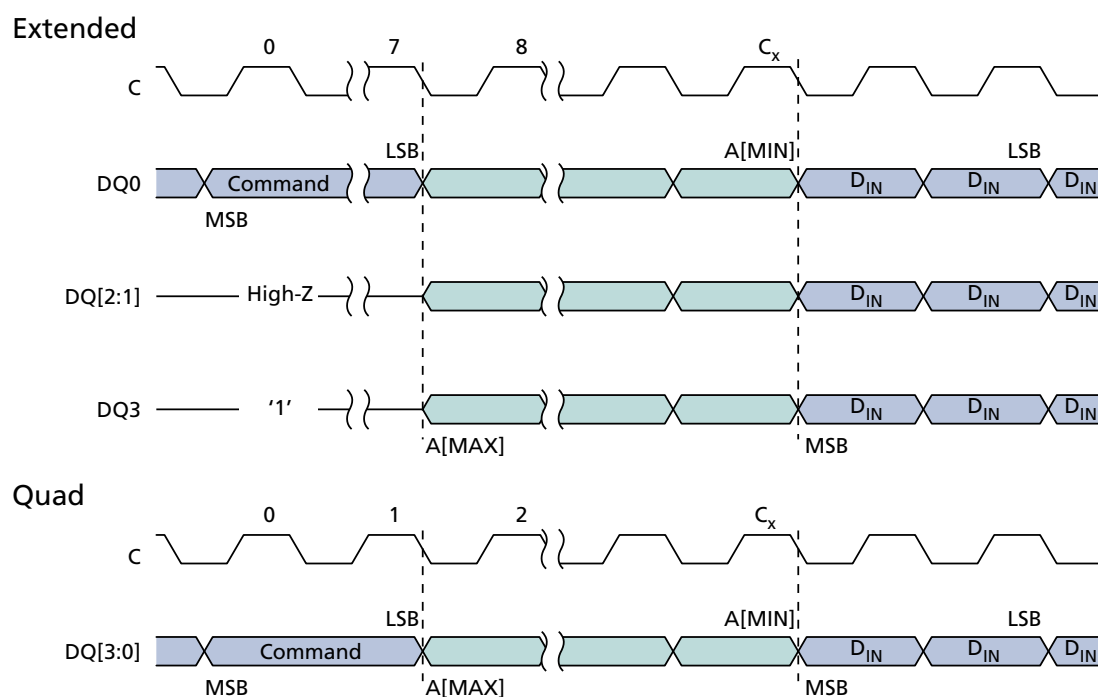 Extended
0 7 8 Cx
C
LSB A[MIN] LSB
DQ0 Command DIN DIN DIN
MSB
DQ[2:1] High-Z DIN DIN DIN
DQ3 ‘1’ DIN DIN DIN
A[MAX] MSB
Quad
0 1 2 Cx
C
LSB A[MIN] LSB
DQ[3:0] Command DIN DIN DIN
MSB A[MAX] MSB